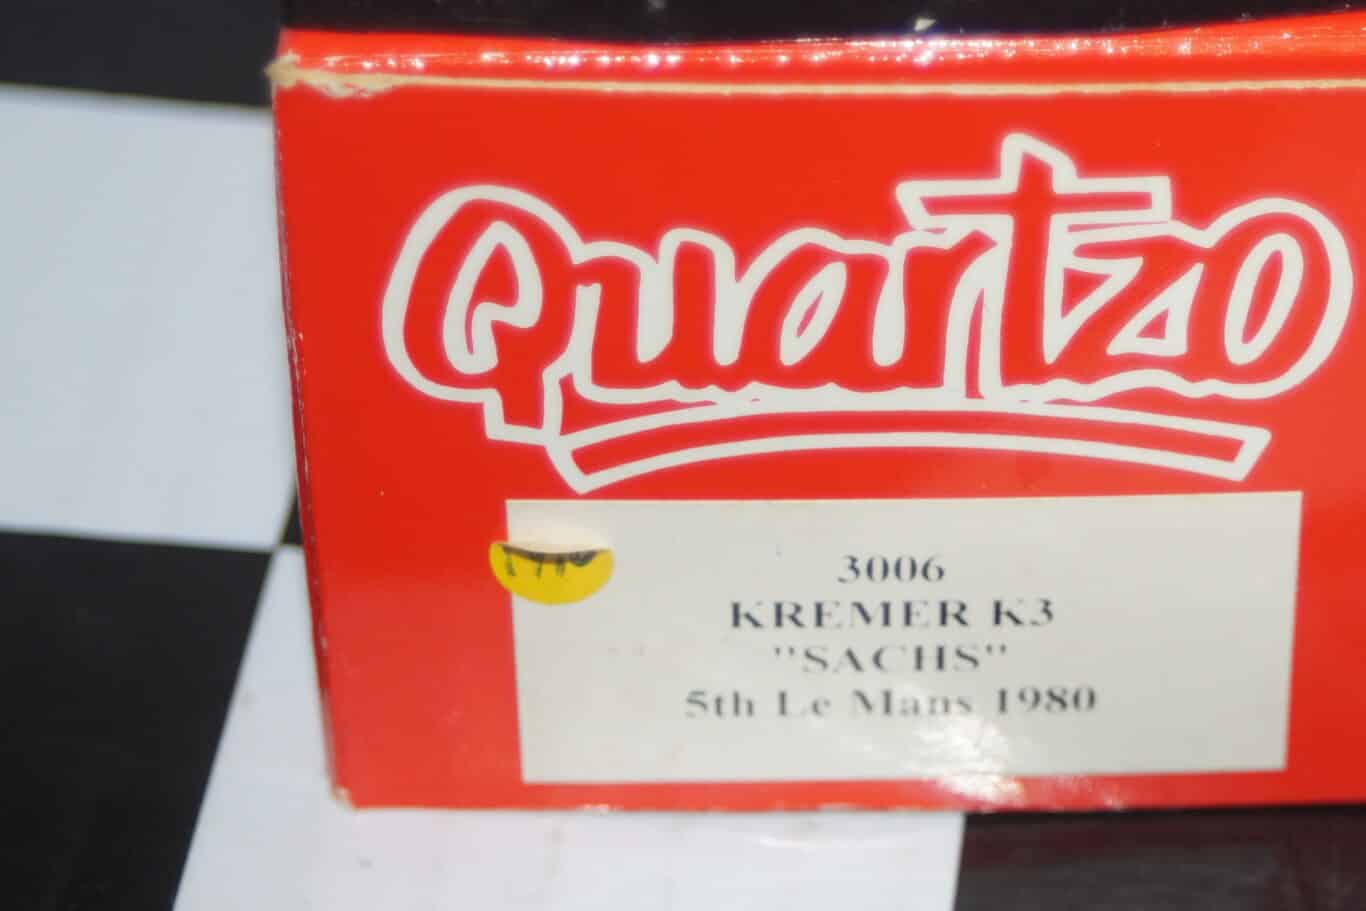 Quartzo
3006
KREMER K3
"SACHS"
5th Le Mans 1980